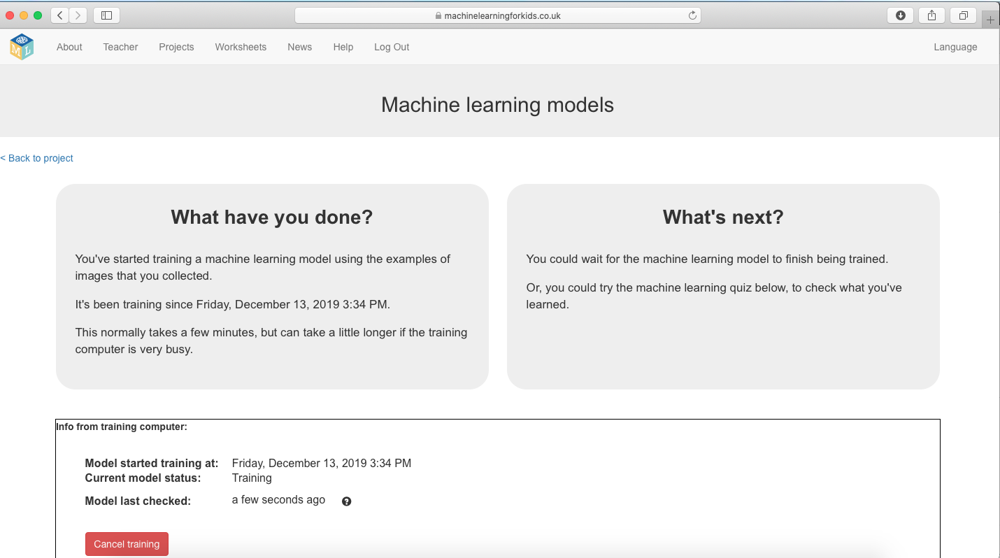 machinelearningforkids.co.uk
M L
About Teacher Projects Worksheets News Help Log Out Language
Machine learning models
< Back to project
What have you done?
You've started training a machine learning model using the examples of
images that you collected.
It's been training since Friday, December 13, 2019 3:34 PM.
This normally takes a few minutes, but can take a little longer if the training
computer is very busy.
What's next?
You could wait for the machine learning model to finish being trained.
Or, you could try the machine learning quiz below, to check what you've
learned.
Info from training computer:
Model started training at: Friday, December 13, 2019 3:34 PM
Current model status: Training
Model last checked: a few seconds ago ?
Cancel training